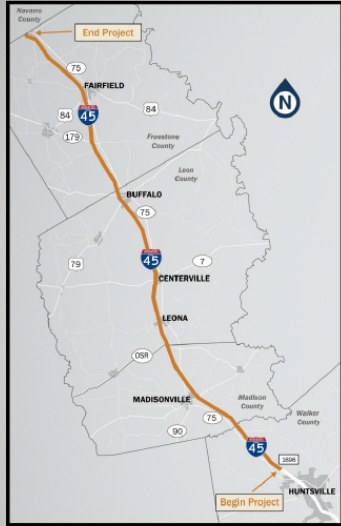 Navarro
County
End Project
75
FAIRFIELD
84
84
45
N
179
Freestone
County
Leon
County
BUFFALO
75
45
7
79
CENTERVILLE
LEONA
OSR
MADISONVILLE
Madison
County
75
Walker
County
90
45
1696
HUNTSVILLE
Begin Project